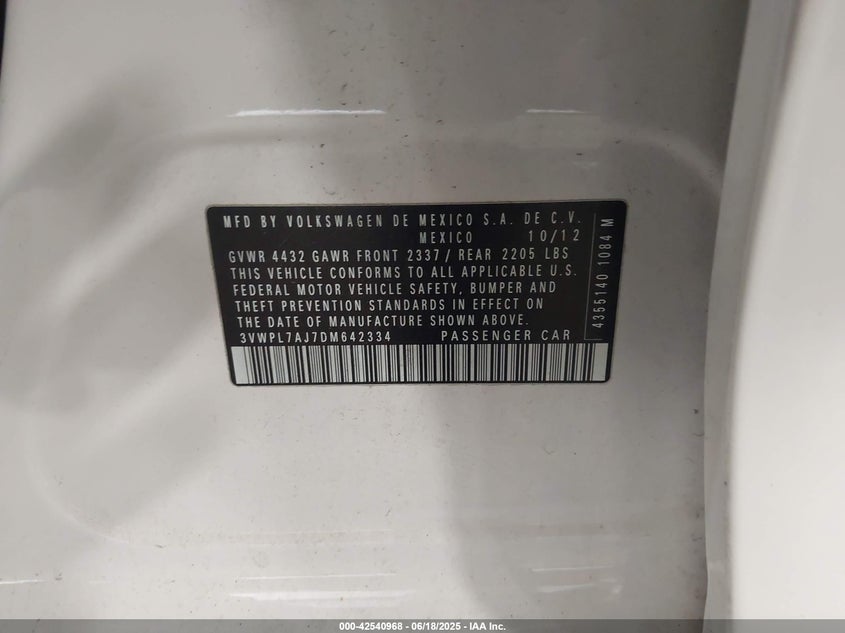 MFD BY VOLKSWAGEN DE MEXICO S.A. DE C.V.
MEXICO 10/12
GVWR 4432 GAWR FRONT 2337/ REAR 2205 LBS
THIS VEHICLE CONFORMS TO ALL APPLICABLE U.S.
FEDERAL MOTOR VEHICLE SAFETY, BUMPER AND
THEFT PREVENTION STANDARDS IN EFFECT ON
THE DATE OF MANUFACTURE SHOWN ABOVE.
3VWPL7AJ7DM642334 PASSENGER CAR
4355140 1084 M
000-42540968 - 06/18/2025 - IAA Inc.